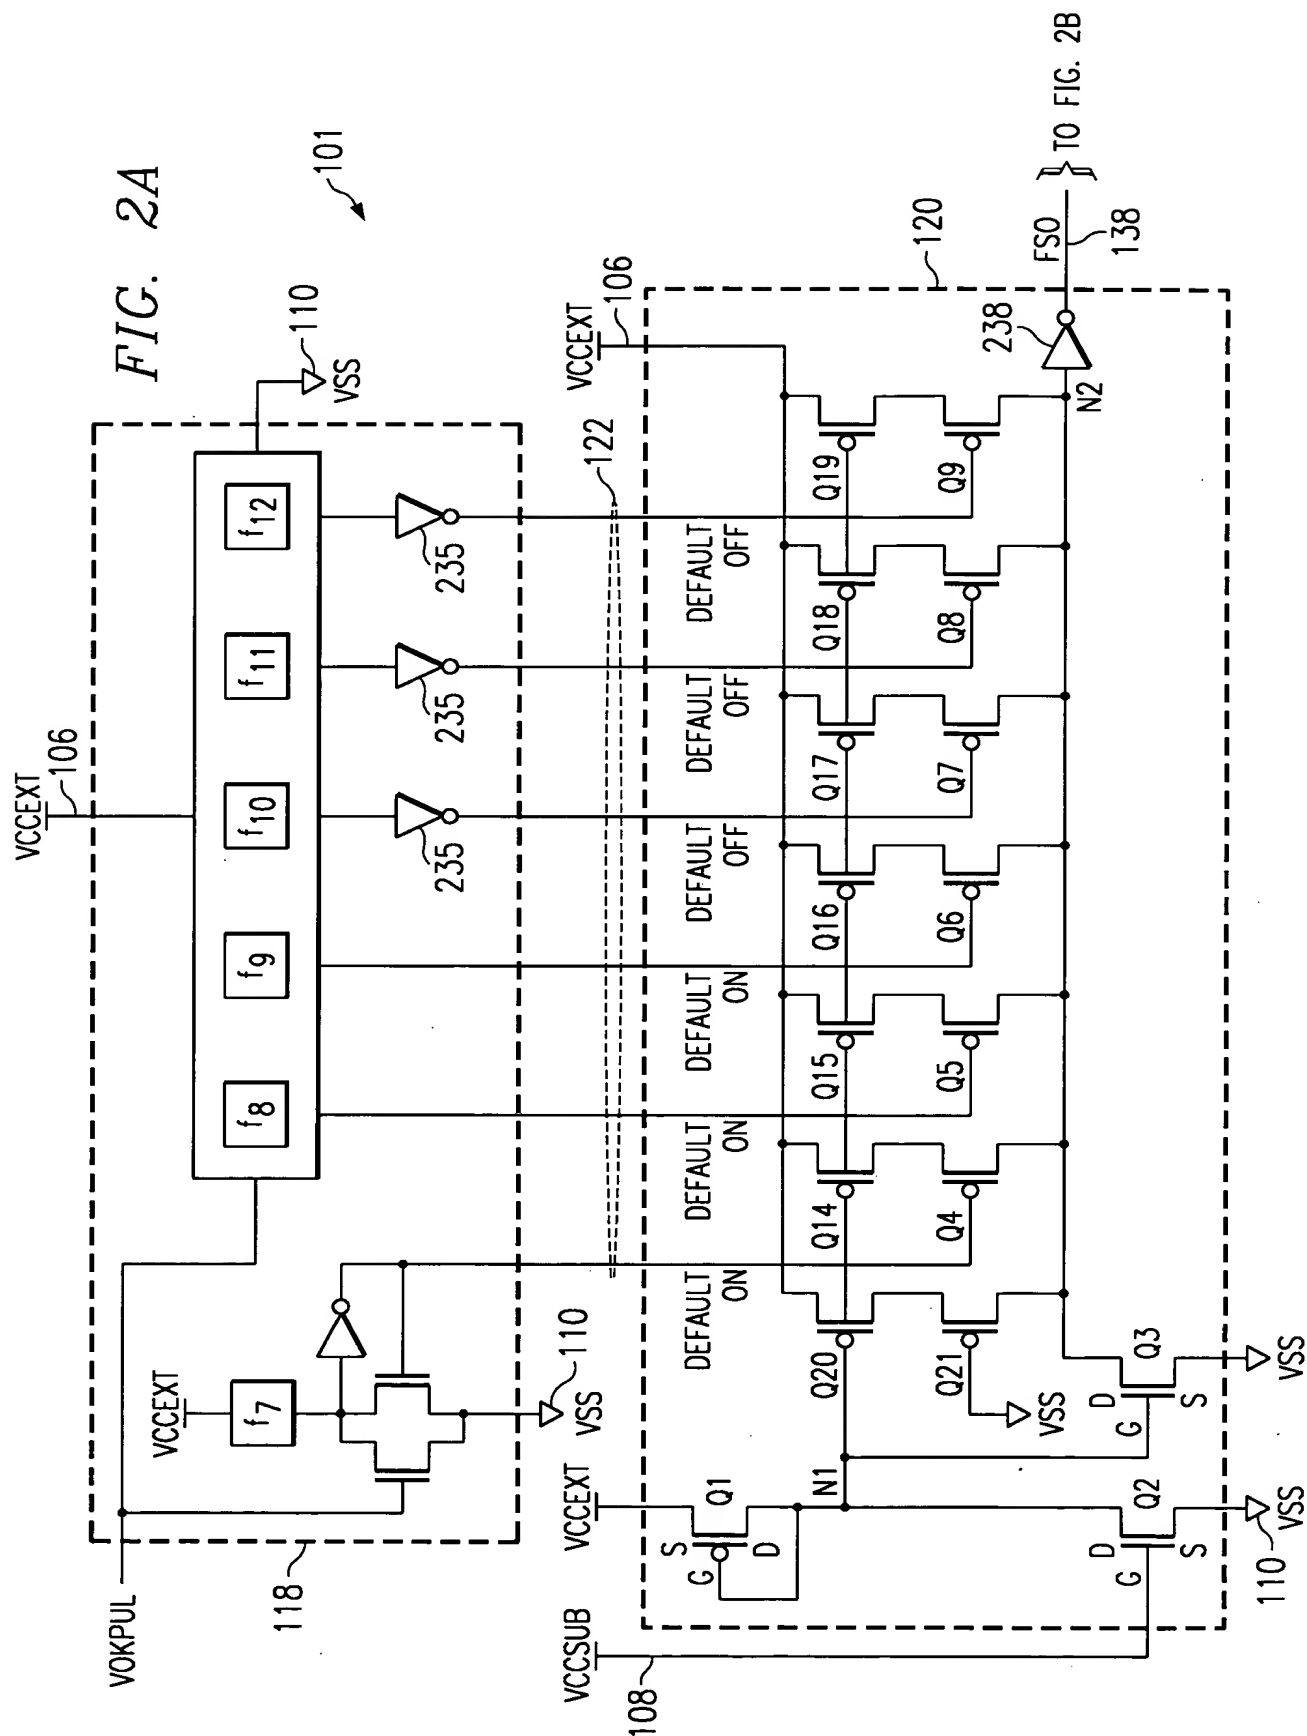 FIG. 2A
101
VCCEXT
106
VOKPUL
118
VCCEXT
f7
VSS
110
f8
f9
f10
f11
f12
VSS
110
235
235
235
122
DEFAULT
ON
DEFAULT
ON
DEFAULT
ON
DEFAULT
OFF
DEFAULT
OFF
DEFAULT
OFF
VCCEXT
106
120
VCCSUB
108
VCCEXT
S
G
D
Q1
N1
Q20
Q14
Q15
Q16
Q17
Q18
Q19
Q21
VSS
Q4
Q5
Q6
Q7
Q8
Q9
D
G
S
Q2
110
VSS
D
G
S
Q3
VSS
N2
238
FSO
138
TO FIG. 2B